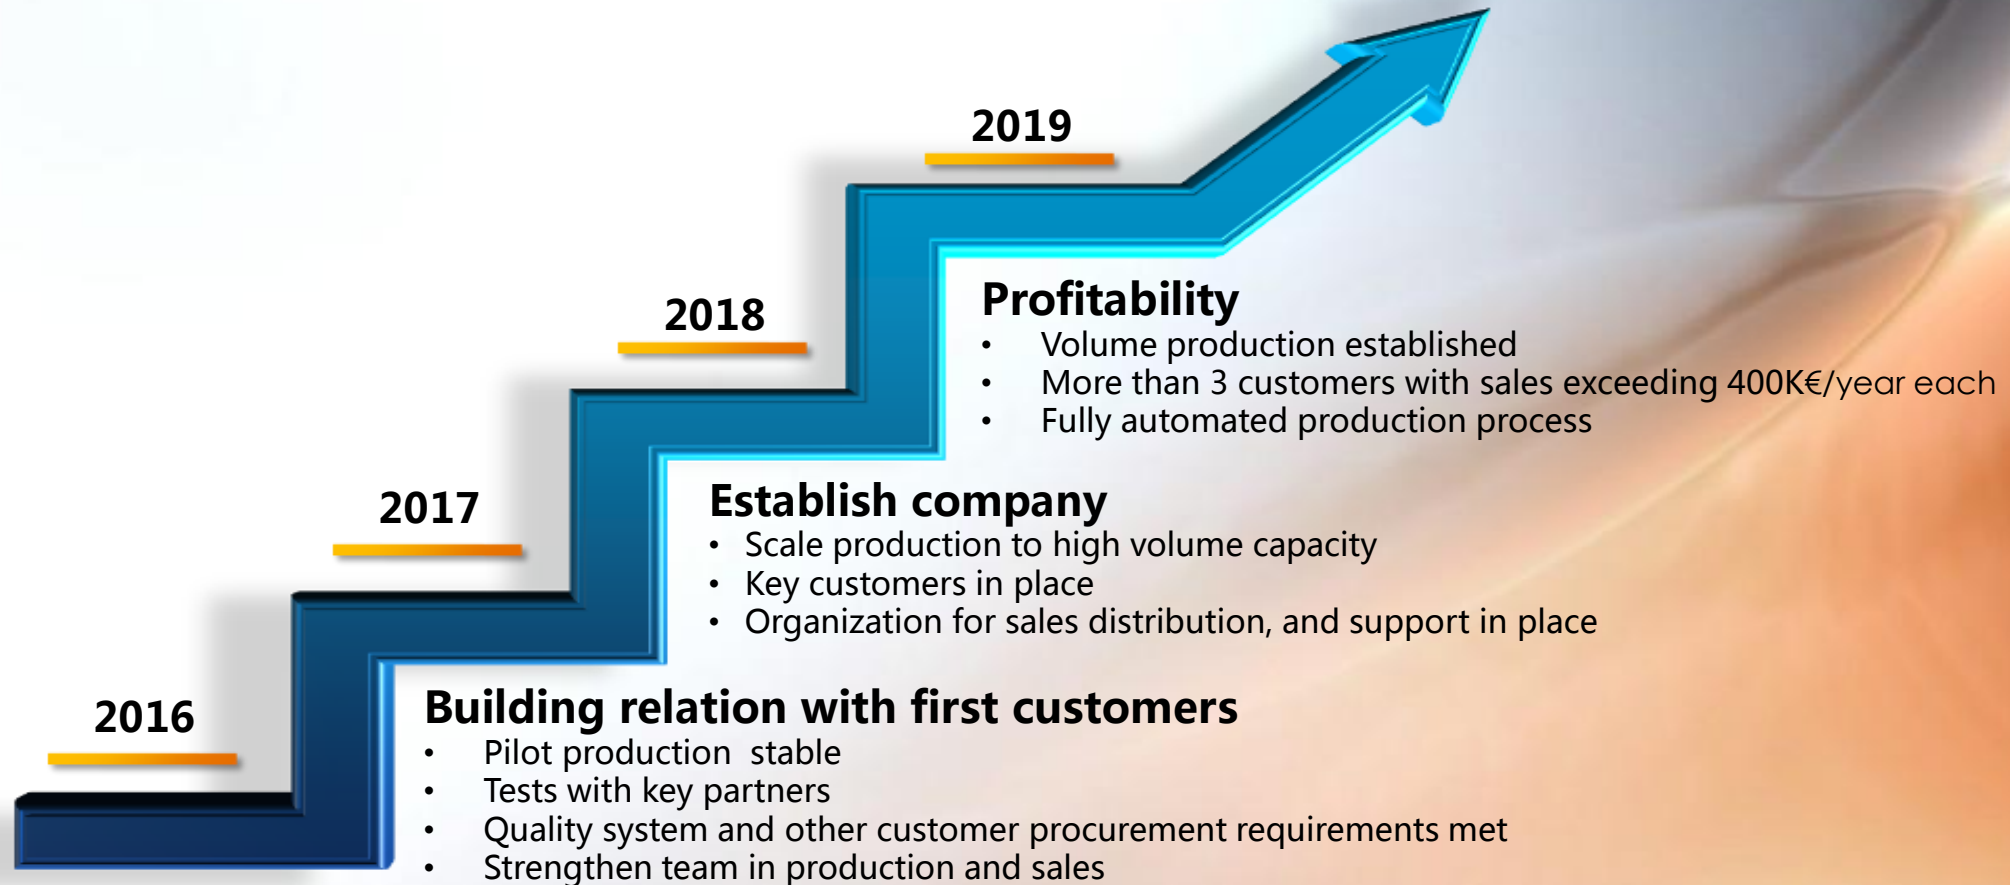 2019
Profitability
• Volume production established
• More than 3 customers with sales exceeding 400K€/year each
• Fully automated production process
2018
Establish company
• Scale production to high volume capacity
• Key customers in place
• Organization for sales distribution, and support in place
2017
Building relation with first customers
• Pilot production  stable
• Tests with key partners
• Quality system and other customer procurement requirements met
• Strengthen team in production and sales
2016